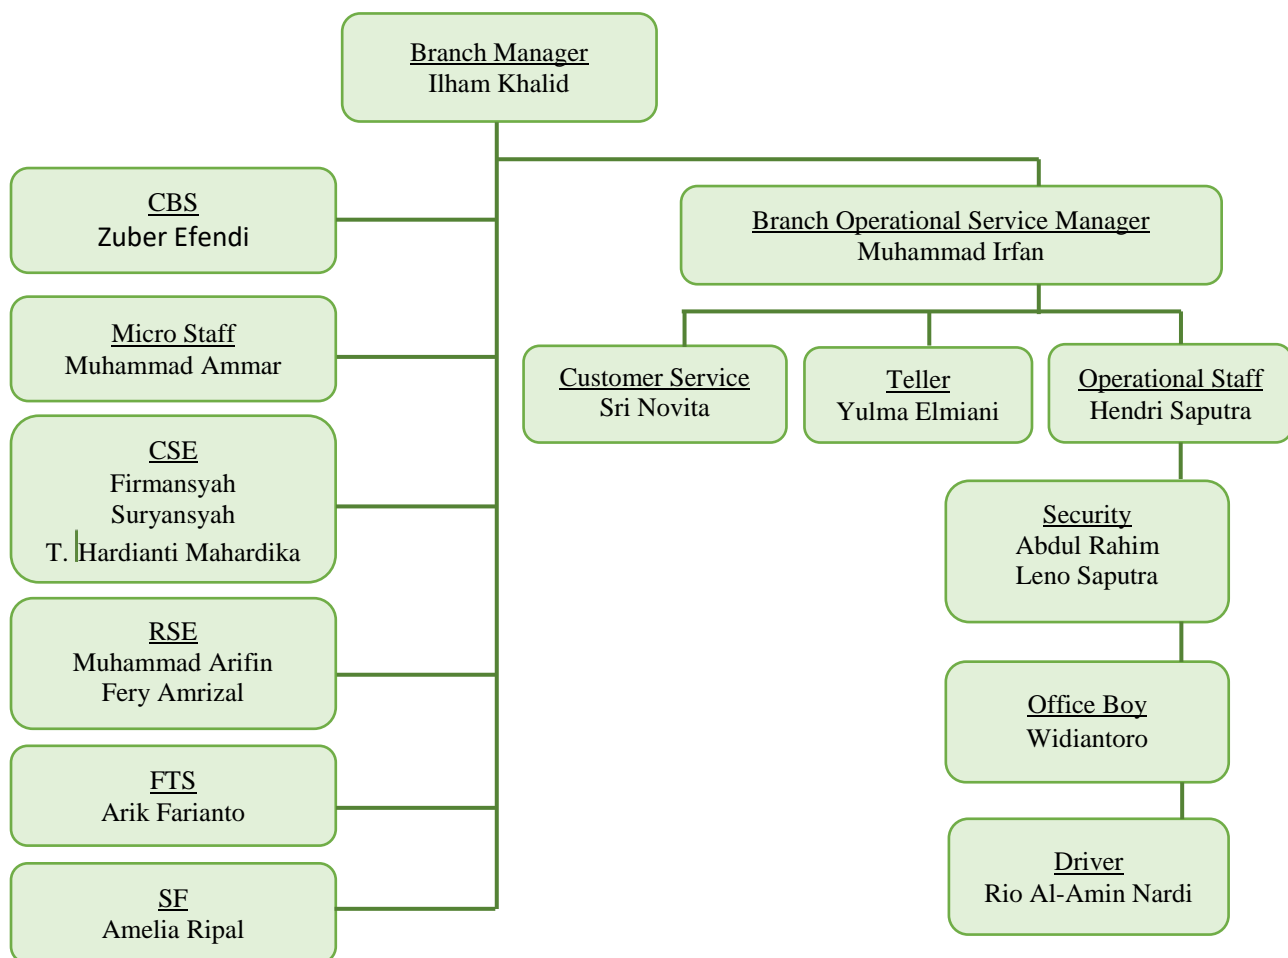 Branch Manager
Ilham Khalid
CBS
Zuber Efendi
Micro Staff
Muhammad Ammar
CSE
Firmansyah
Suryansyah
T. Hardianti Mahardika
RSE
Muhammad Arifin
Fery Amrizal
FTS
Arik Farianto
SF
Amelia Ripal
Branch Operational Service Manager
Muhammad Irfan
Customer Service
Sri Novita
Teller
Yulma Elmiani
Operational Staff
Hendri Saputra
Security
Abdul Rahim
Leno Saputra
Office Boy
Widiantoro
Driver
Rio Al-Amin Nardi